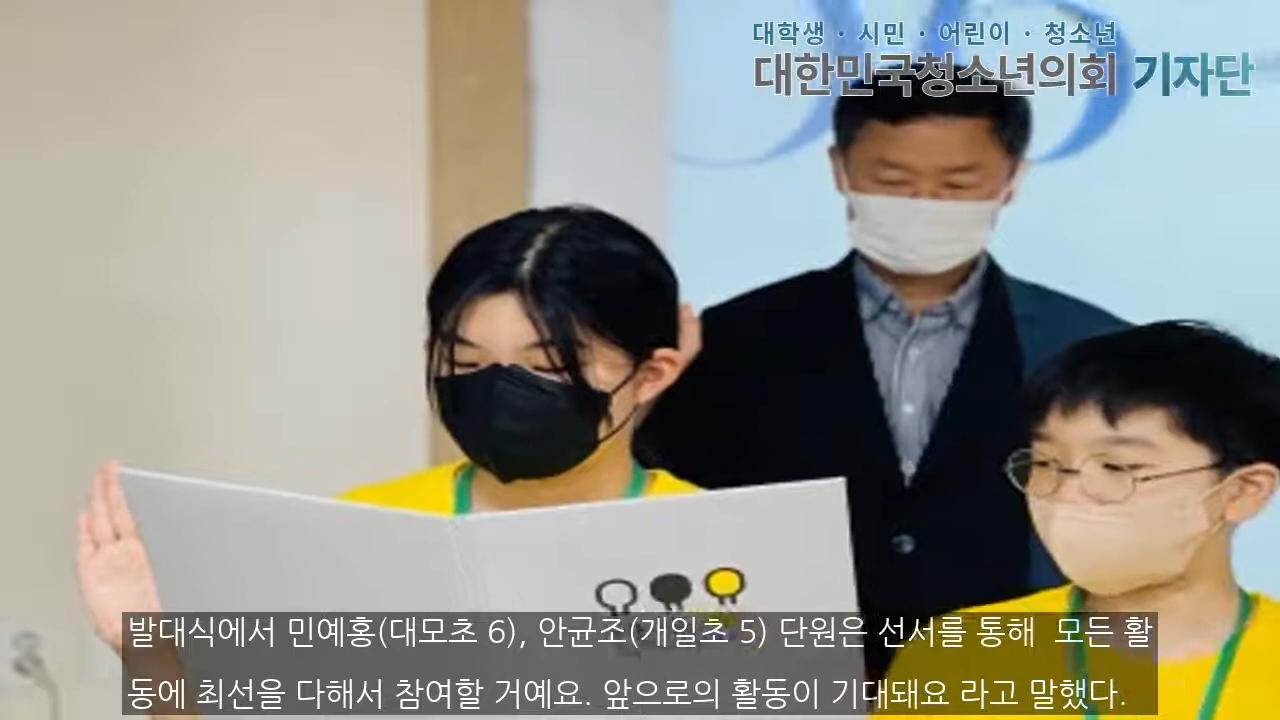 대학생 · 시민 · 어린이 · 청소년
대한민국청소년의회 기자단
발대식에서 민예홍(대모초 6), 안균조(개일초 5) 단원은 선서를 통해 모든 활
동에 최선을 다해서 참여할 거예요. 앞으로의 활동이 기대돼요 라고 말했다.